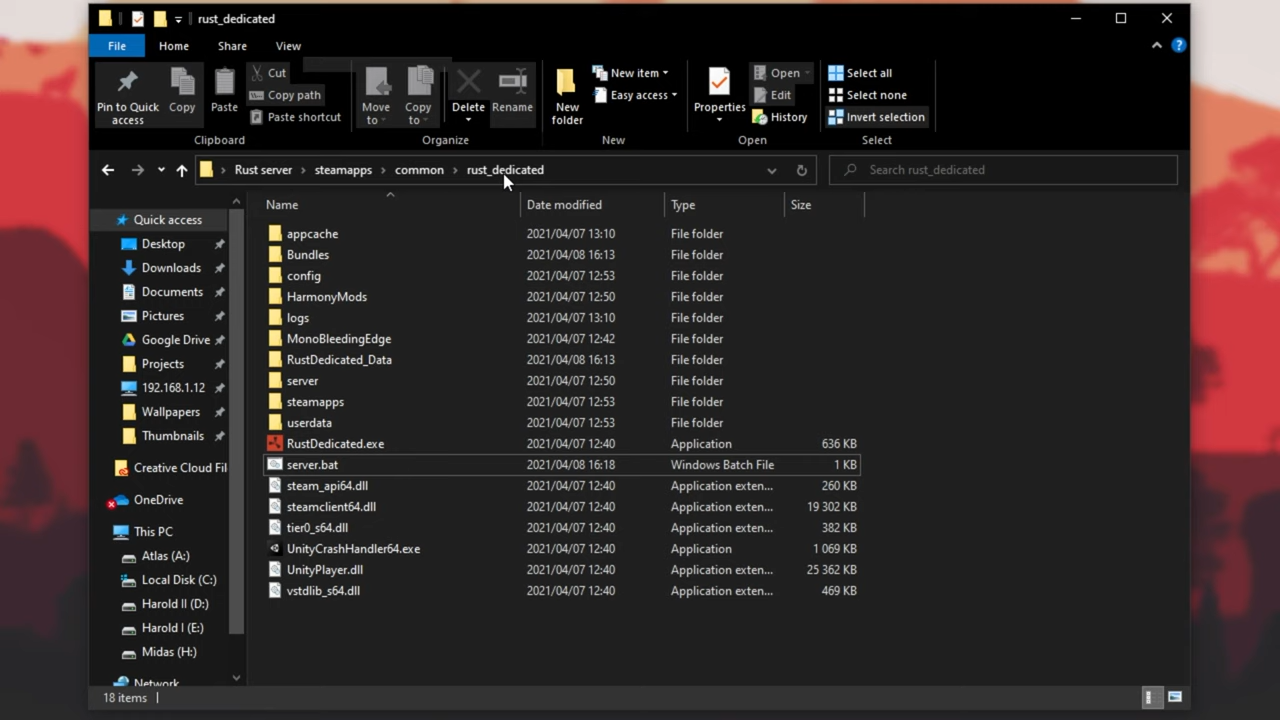 rust_dedicated
File Home Share View
Pin to Quick access
Copy
Paste
Cut
Copy path
Paste shortcut
Clipboard
Move to
Copy to
Delete
Rename
Organize
New folder
New item
Easy access
New
Properties
Open
Edit
History
Open
Select all
Select none
Invert selection
Select
Rust server steamapps common rust_dedicated
Search rust_dedicated
Quick access
Desktop
Downloads
Documents
Pictures
Google Drive
Projects
192.168.1.12
Wallpapers
Thumbnails
Creative Cloud Fil
OneDrive
This PC
Atlas (A:)
Local Disk (C:)
Harold II (D:)
Harold I (E:)
Midas (H:)
Network
Name Date modified Type Size
appcache 2021/04/07 13:10 File folder
Bundles 2021/04/08 16:13 File folder
config 2021/04/07 12:53 File folder
HarmonyMods 2021/04/07 12:50 File folder
logs 2021/04/07 13:10 File folder
MonoBleedingEdge 2021/04/07 12:42 File folder
RustDedicated_Data 2021/04/08 16:13 File folder
server 2021/04/07 12:50 File folder
steamapps 2021/04/07 12:53 File folder
userdata 2021/04/07 12:53 File folder
RustDedicated.exe 2021/04/07 12:40 Application 636 KB
server.bat 2021/04/08 16:18 Windows Batch File 1 KB
steam_api64.dll 2021/04/07 12:40 Application exten... 260 KB
steamclient64.dll 2021/04/07 12:40 Application exten... 19 302 KB
tier0_s64.dll 2021/04/07 12:40 Application exten... 382 KB
UnityCrashHandler64.exe 2021/04/07 12:40 Application 1 069 KB
UnityPlayer.dll 2021/04/07 12:40 Application exten... 25 362 KB
vstdlib_s64.dll 2021/04/07 12:40 Application exten... 469 KB
18 items